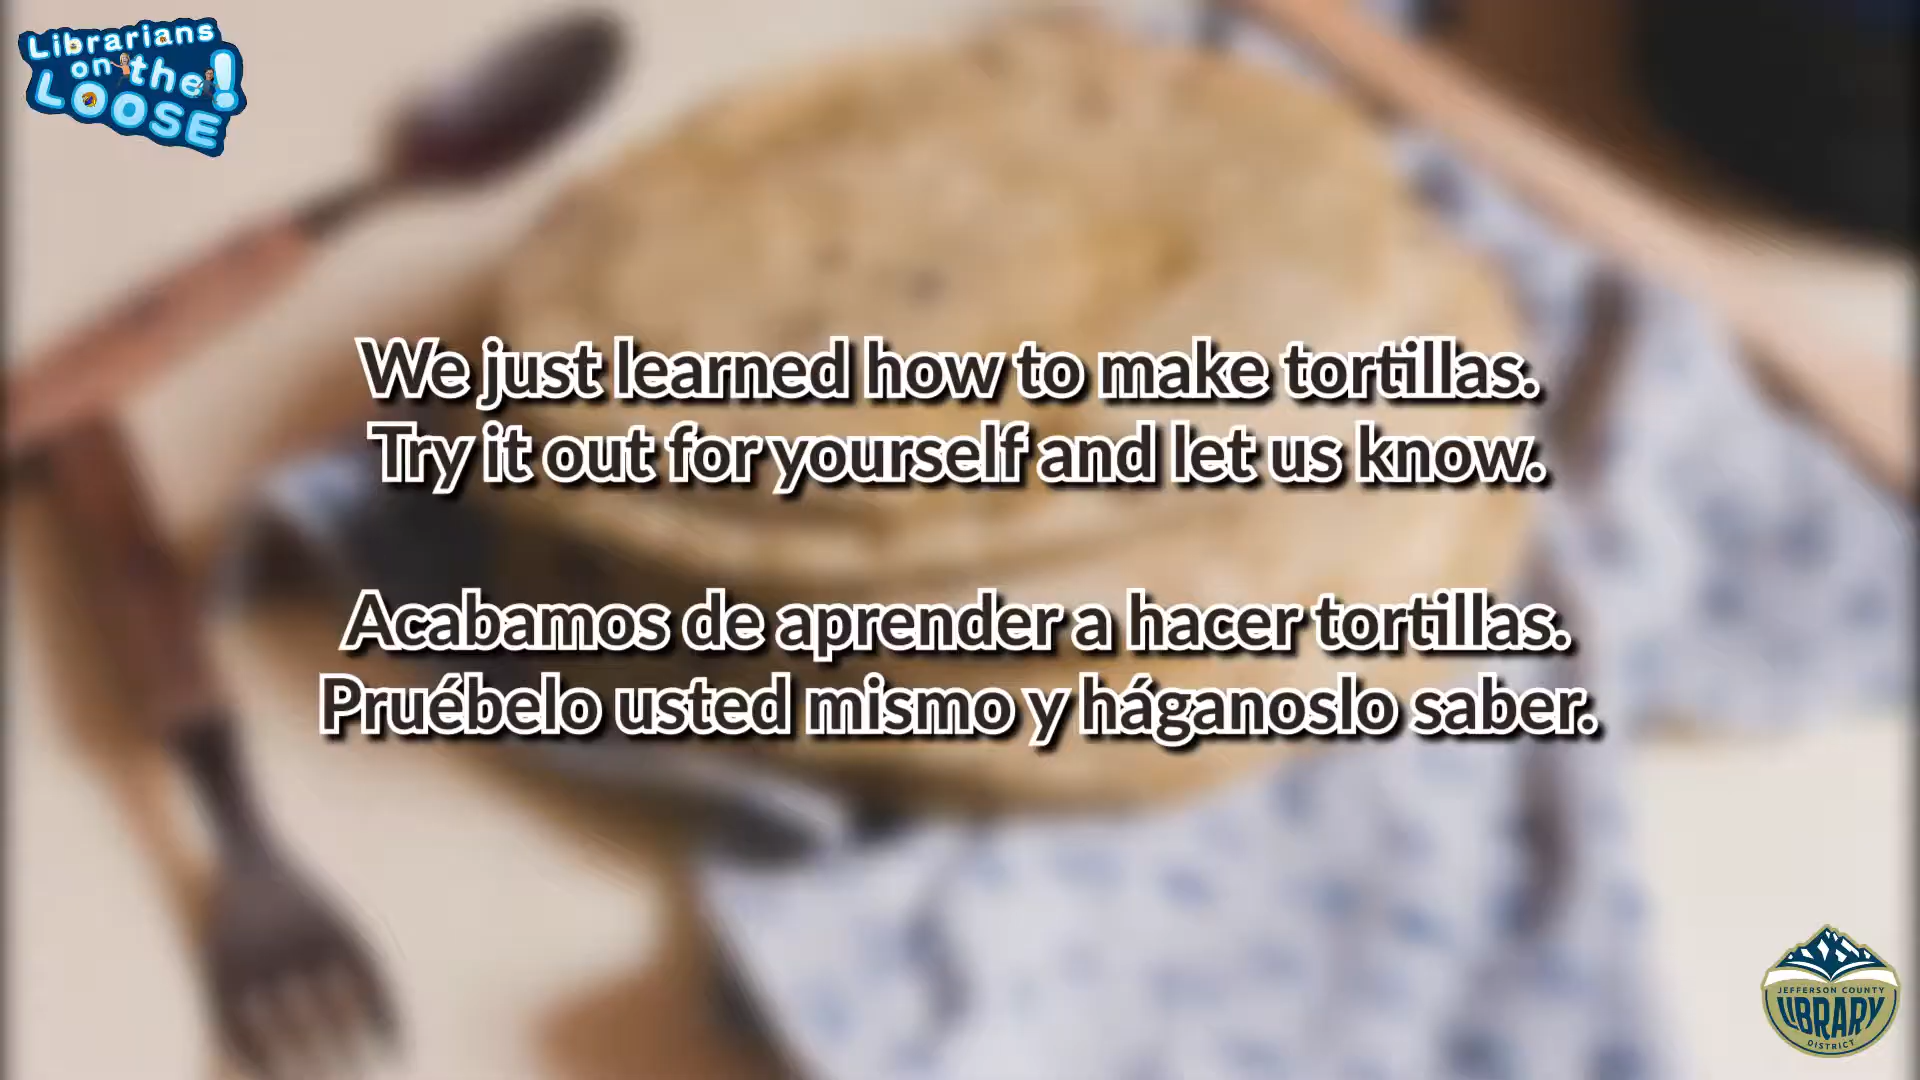 Librarians
on the
LOOSE!
We just learned how to make tortillas.
Try it out for yourself and let us know.
Acabamos de aprender a hacer tortillas.
Pruébelo usted mismo y háganoslo saber.
JEFFERSON COUNTY
LIBRARY
DISTRICT